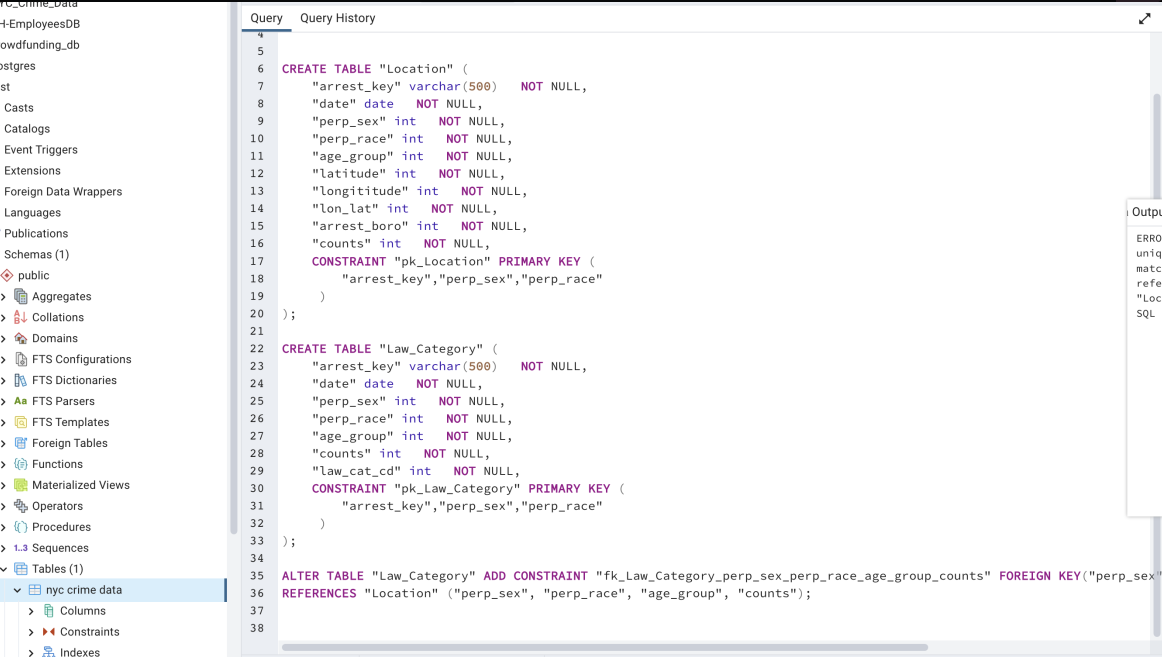 YC_Crime_Data
H-EmployeesDB
owdfunding_db
ostgres
st
Casts
Catalogs
Event Triggers
Extensions
Foreign Data Wrappers
Languages
Publications
Schemas (1)
public
Aggregates
Collations
Domains
FTS Configurations
FTS Dictionaries
Aa FTS Parsers
FTS Templates
Foreign Tables
Functions
Materialized Views
Operators
Procedures
1..3 Sequences
Tables (1)
nyc crime data
Columns
Constraints
Indexes
Query Query History
4
5
6 CREATE TABLE "Location" (
7 "arrest_key" varchar(500) NOT NULL,
8 "date" date NOT NULL,
9 "perp_sex" int NOT NULL,
10 "perp_race" int NOT NULL,
11 "age_group" int NOT NULL,
12 "latitude" int NOT NULL,
13 "longititude" int NOT NULL,
14 "lon_lat" int NOT NULL,
15 "arrest_boro" int NOT NULL,
16 "counts" int NOT NULL,
17 CONSTRAINT "pk_Location" PRIMARY KEY (
18 "arrest_key","perp_sex","perp_race"
19 )
20 );
21
22 CREATE TABLE "Law_Category" (
23 "arrest_key" varchar(500) NOT NULL,
24 "date" date NOT NULL,
25 "perp_sex" int NOT NULL,
26 "perp_race" int NOT NULL,
27 "age_group" int NOT NULL,
28 "counts" int NOT NULL,
29 "law_cat_cd" int NOT NULL,
30 CONSTRAINT "pk_Law_Category" PRIMARY KEY (
31 "arrest_key","perp_sex","perp_race"
32 )
33 );
34
35 ALTER TABLE "Law_Category" ADD CONSTRAINT "fk_Law_Category_perp_sex_perp_race_age_group_counts" FOREIGN KEY("perp_sex"
36 REFERENCES "Location" ("perp_sex", "perp_race", "age_group", "counts");
37
38
Outpu
ERRO
uniq
matc
refe
"Loc
SQL